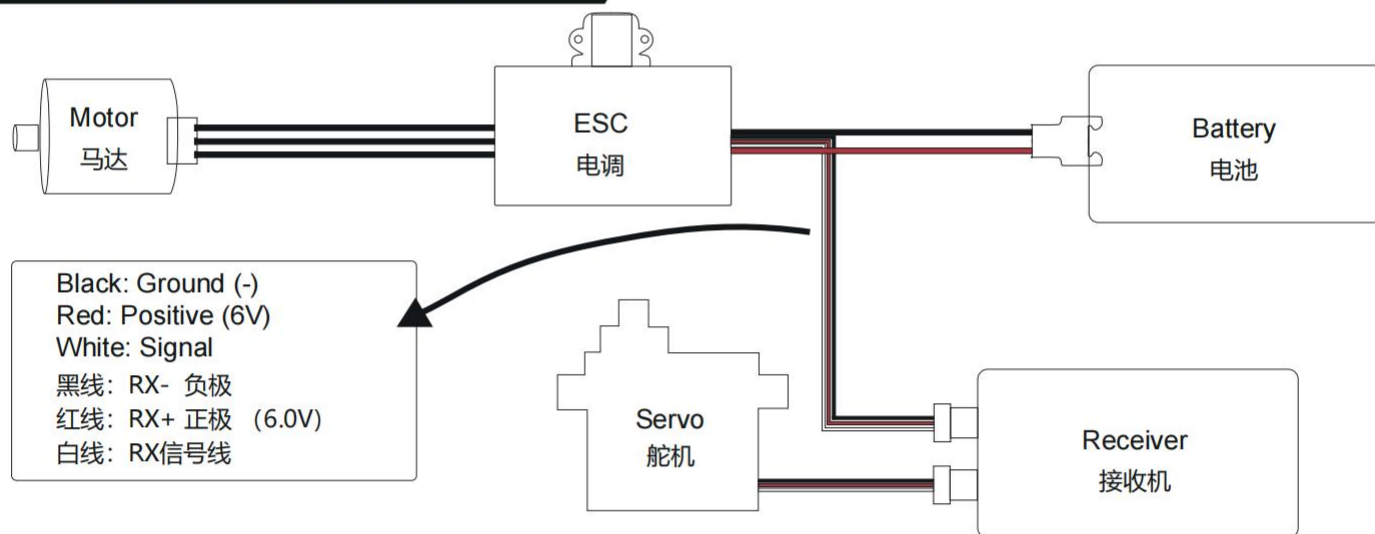 Motor
马达
ESC
电调
Battery
电池
Black: Ground (-)
Red: Positive (6V)
White: Signal
黑线：RX- 负极
红线：RX+ 正极 （6.0V）
白线：RX信号线
Servo
舵机
Receiver
接收机